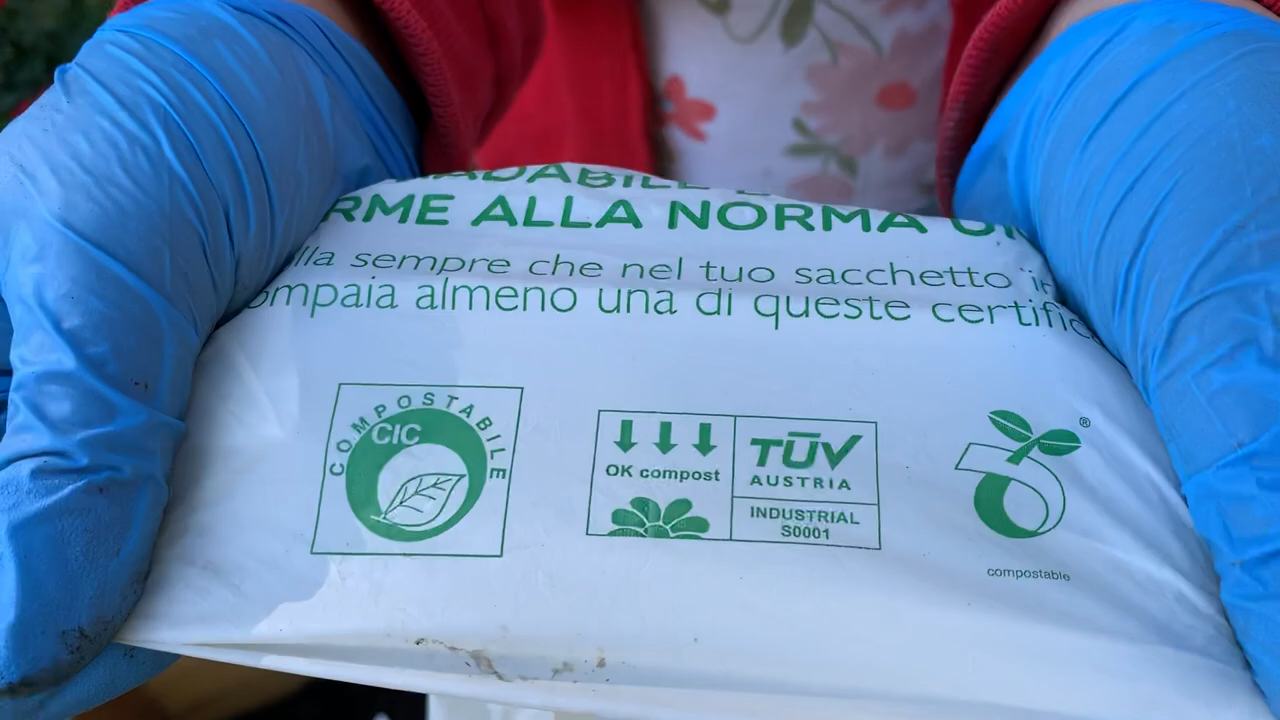 RME ALLA NORMA
lla sempre che nel tuo sacchetto
ompaia almeno una di queste certific
COMPOSTABILE
CIC
OK compost
TÜV
AUSTRIA
INDUSTRIAL
S0001
®
compostable